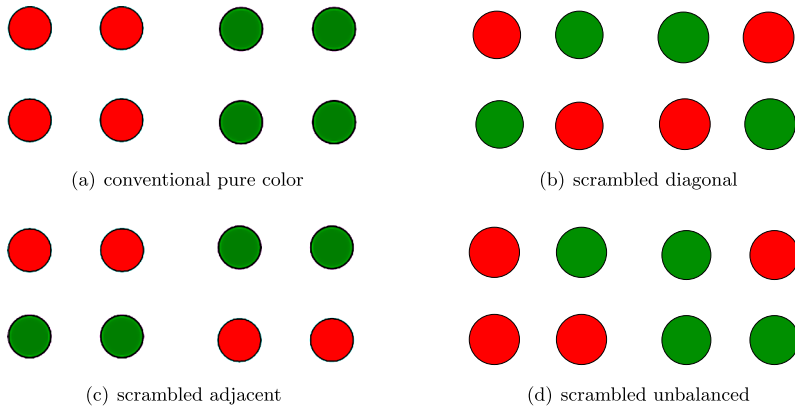 (a) conventional pure color
(b) scrambled diagonal
(c) scrambled adjacent
(d) scrambled unbalanced